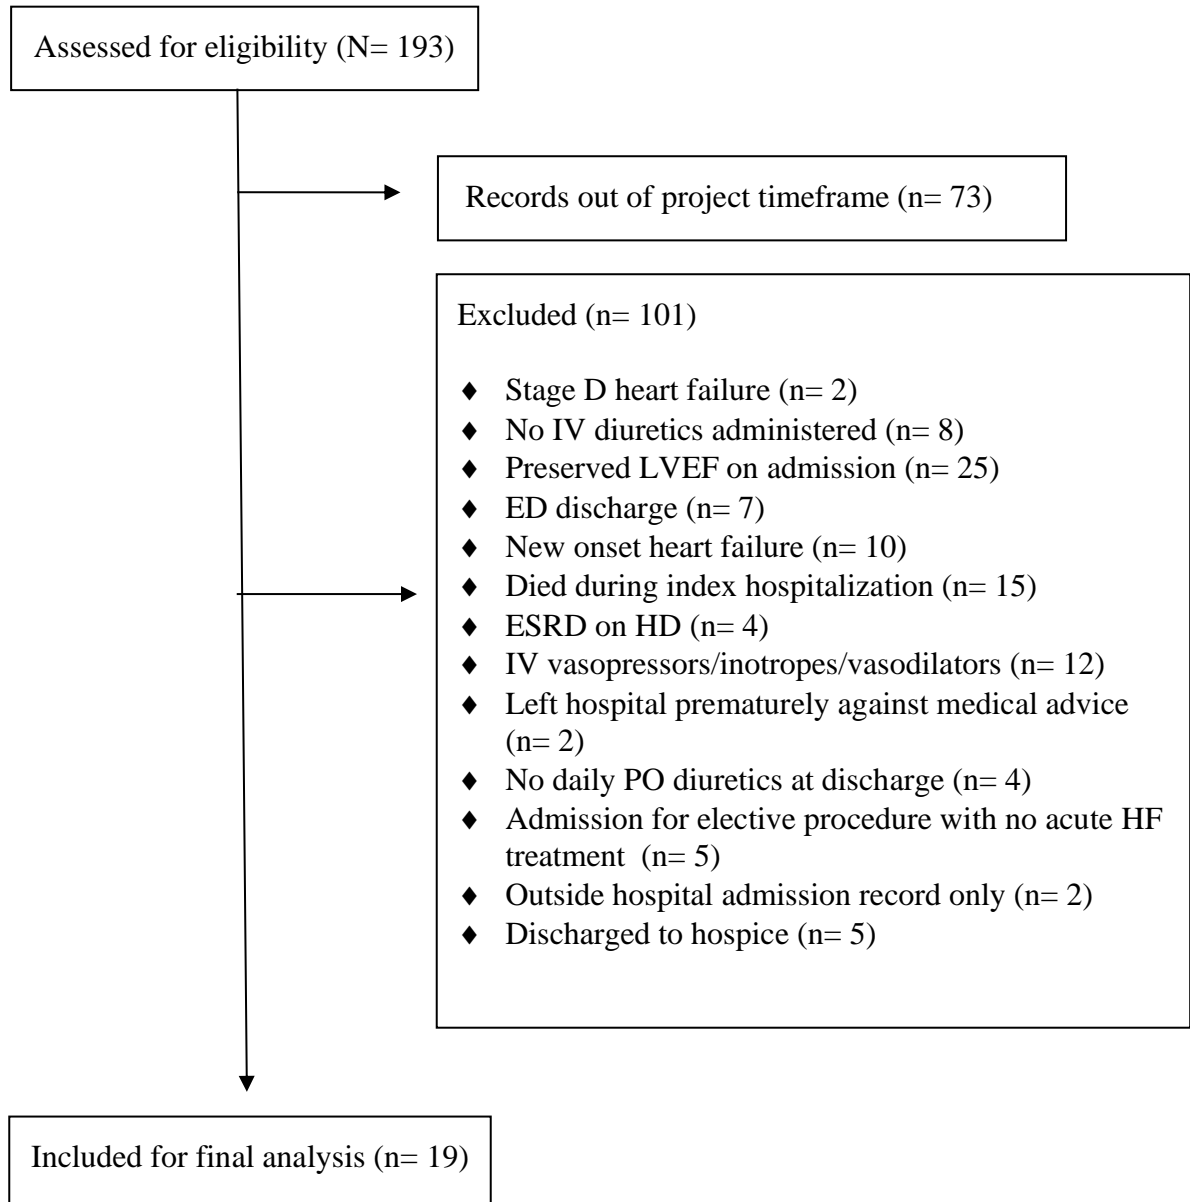 Assessed for eligibility (N= 193)
Records out of project timeframe (n= 73)
Excluded (n= 101)
♦ Stage D heart failure (n= 2)
♦ No IV diuretics administered (n= 8)
♦ Preserved LVEF on admission (n= 25)
♦ ED discharge (n= 7)
♦ New onset heart failure (n= 10)
♦ Died during index hospitalization (n= 15)
♦ ESRD on HD (n= 4)
♦ IV vasopressors/inotropes/vasodilators (n= 12)
♦ Left hospital prematurely against medical advice
(n= 2)
♦ No daily PO diuretics at discharge (n= 4)
♦ Admission for elective procedure with no acute HF
treatment (n= 5)
♦ Outside hospital admission record only (n= 2)
♦ Discharged to hospice (n= 5)
Included for final analysis (n= 19)